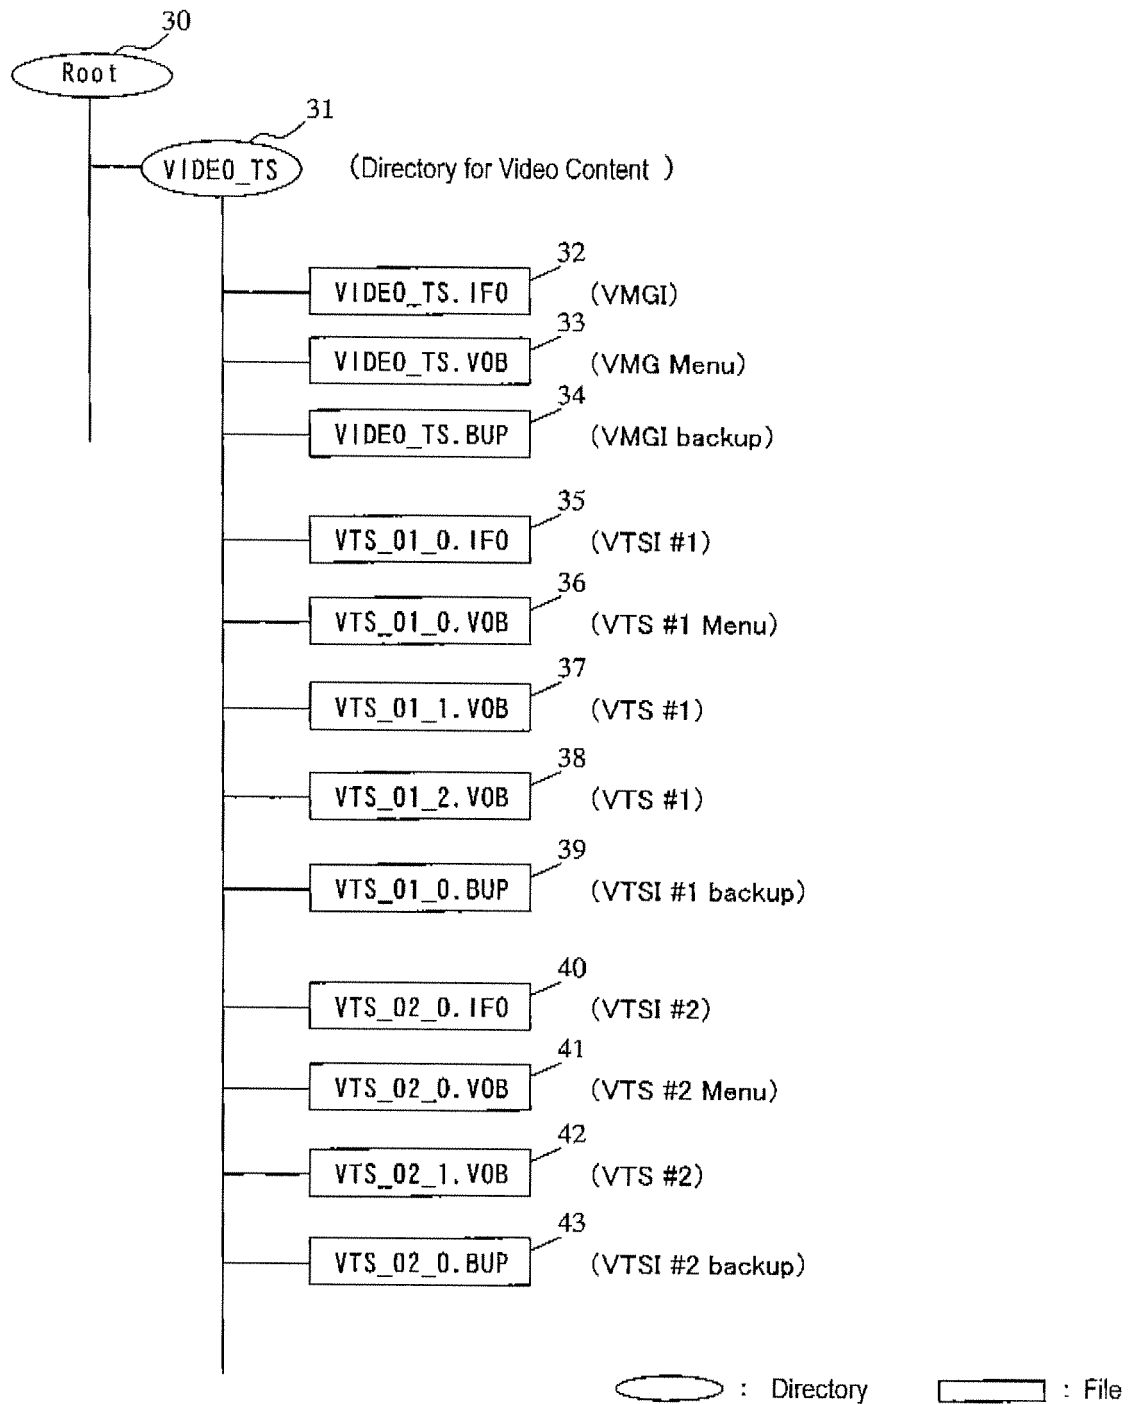 30
Root
31
VIDEO_TS (Directory for Video Content )
32
VIDEO_TS.IFO (VMGI)
33
VIDEO_TS.VOB (VMG Menu)
34
VIDEO_TS.BUP (VMGI backup)
35
VTS_01_0.IFO (VTSI #1)
36
VTS_01_0.VOB (VTS #1 Menu)
37
VTS_01_1.VOB (VTS #1)
38
VTS_01_2.VOB (VTS #1)
39
VTS_01_0.BUP (VTSI #1 backup)
40
VTS_02_0.IFO (VTSI #2)
41
VTS_02_0.VOB (VTS #2 Menu)
42
VTS_02_1.VOB (VTS #2)
43
VTS_02_0.BUP (VTSI #2 backup)
: Directory : File